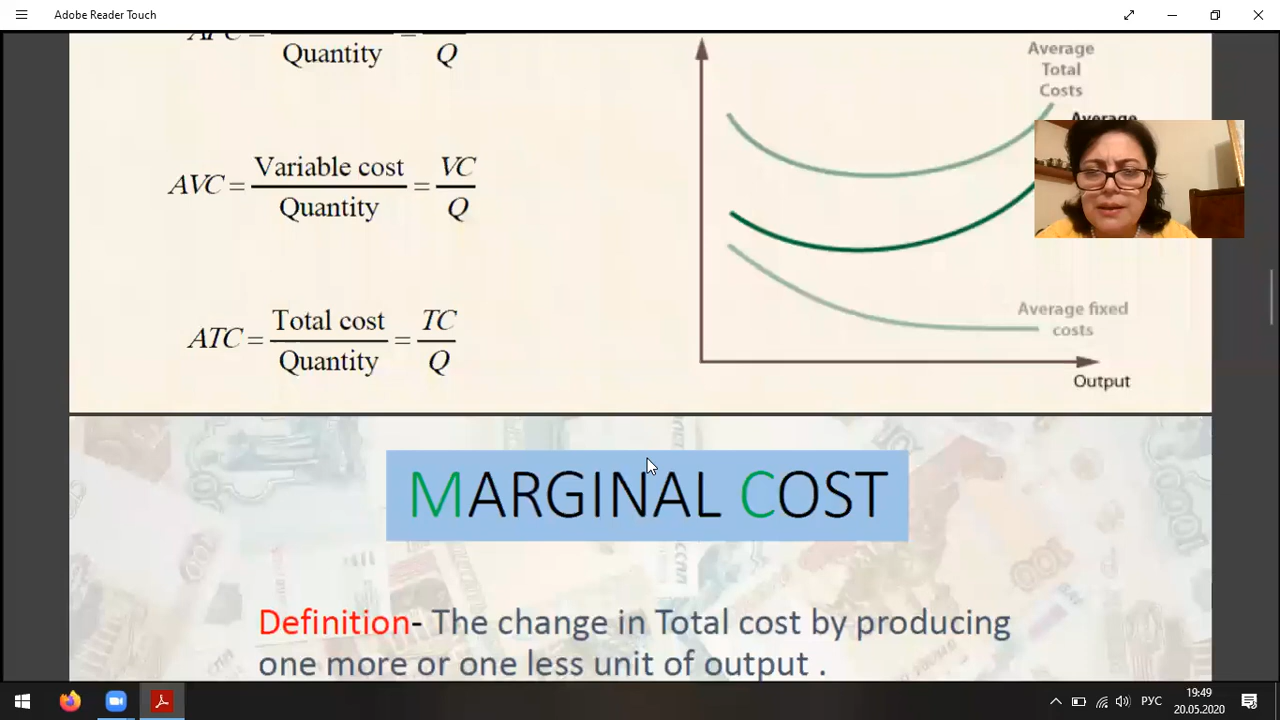 Adobe Reader Touch
Quantity
Q
AVC = Variable cost / Quantity = VC / Q
ATC = Total cost / Quantity = TC / Q
Average
Total
Costs
Average
Average fixed
costs
Output
MARGINAL COST
Definition- The change in Total cost by producing
one more or one less unit of output .
РУС
19:49
20.05.2020